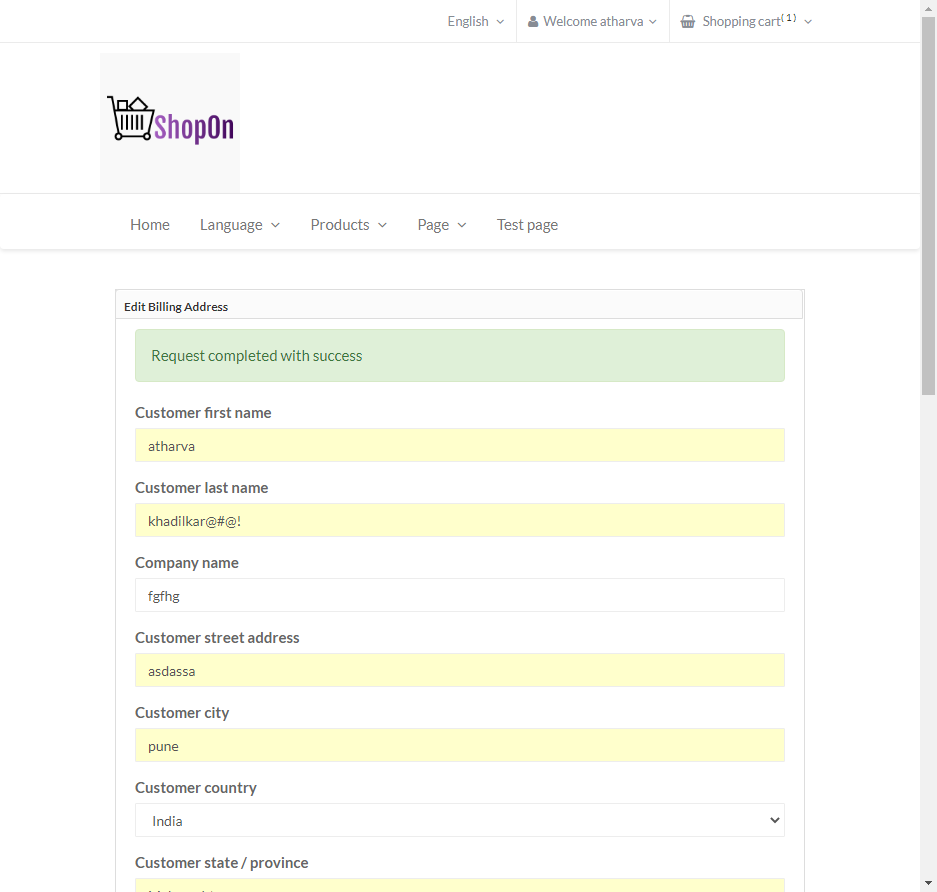 English
Welcome atharva
Shopping cart( 1 )
ShopOn
Home Language Products Page Test page
Edit Billing Address
Request completed with success
Customer first name
atharva
Customer last name
khadilkar@#@!
Company name
fgfhg
Customer street address
asdassa
Customer city
pune
Customer country
India
Customer state / province